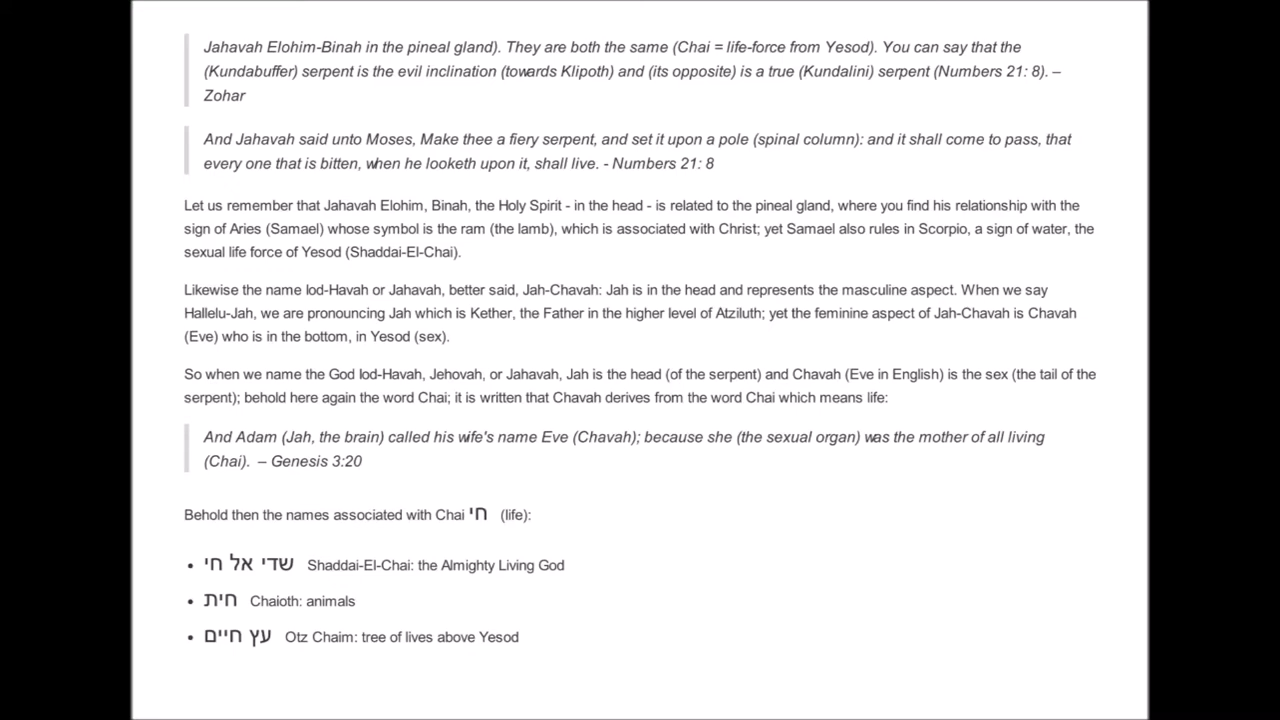 Jahavah Elohim-Binah in the pineal gland). They are both the same (Chai = life-force from Yesod). You can say that the
(Kundabuffer) serpent is the evil inclination (towards Klipoth) and (its opposite) is a true (Kundalini) serpent (Numbers 21: 8). –
Zohar
And Jahavah said unto Moses, Make thee a fiery serpent, and set it upon a pole (spinal column): and it shall come to pass, that
every one that is bitten, when he looketh upon it, shall live. - Numbers 21: 8
Let us remember that Jahavah Elohim, Binah, the Holy Spirit - in the head - is related to the pineal gland, where you find his relationship with the
sign of Aries (Samael) whose symbol is the ram (the lamb), which is associated with Christ; yet Samael also rules in Scorpio, a sign of water, the
sexual life force of Yesod (Shaddai-El-Chai).
Likewise the name Iod-Havah or Jahavah, better said, Jah-Chavah: Jah is in the head and represents the masculine aspect. When we say
Hallelu-Jah, we are pronouncing Jah which is Kether, the Father in the higher level of Atziluth; yet the feminine aspect of Jah-Chavah is Chavah
(Eve) who is in the bottom, in Yesod (sex).
So when we name the God Iod-Havah, Jehovah, or Jahavah, Jah is the head (of the serpent) and Chavah (Eve in English) is the sex (the tail of the
serpent); behold here again the word Chai; it is written that Chavah derives from the word Chai which means life:
And Adam (Jah, the brain) called his wife's name Eve (Chavah); because she (the sexual organ) was the mother of all living
(Chai). – Genesis 3:20
Behold then the names associated with Chai חי (life):
• שדי אל חי Shaddai-El-Chai: the Almighty Living God
• חית Chaioth: animals
• עץ חיים Otz Chaim: tree of lives above Yesod